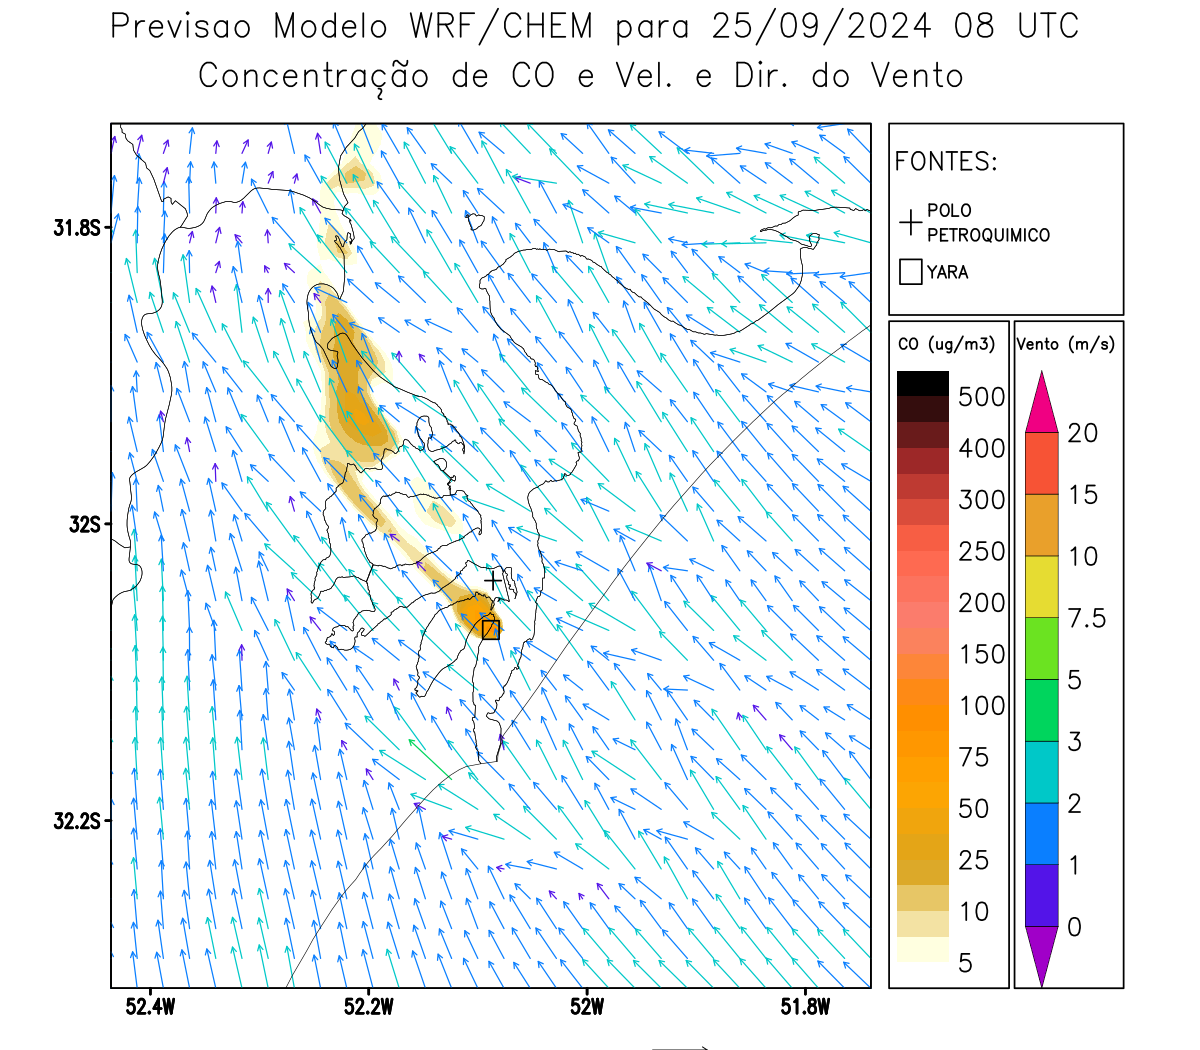 Previsao Modelo WRF/CHEM para 25/09/2024 08 UTC
Concentração de CO e Vel. e Dir. do Vento
FONTES:
POLO
PETROQUIMICO
YARA
CO (ug/m3)
500
400
300
250
200
150
100
75
50
25
10
5
Vento (m/s)
20
15
10
7.5
5
3
2
1
0
31.8S
32S
32.2S
52.4W
52.2W
52W
51.8W